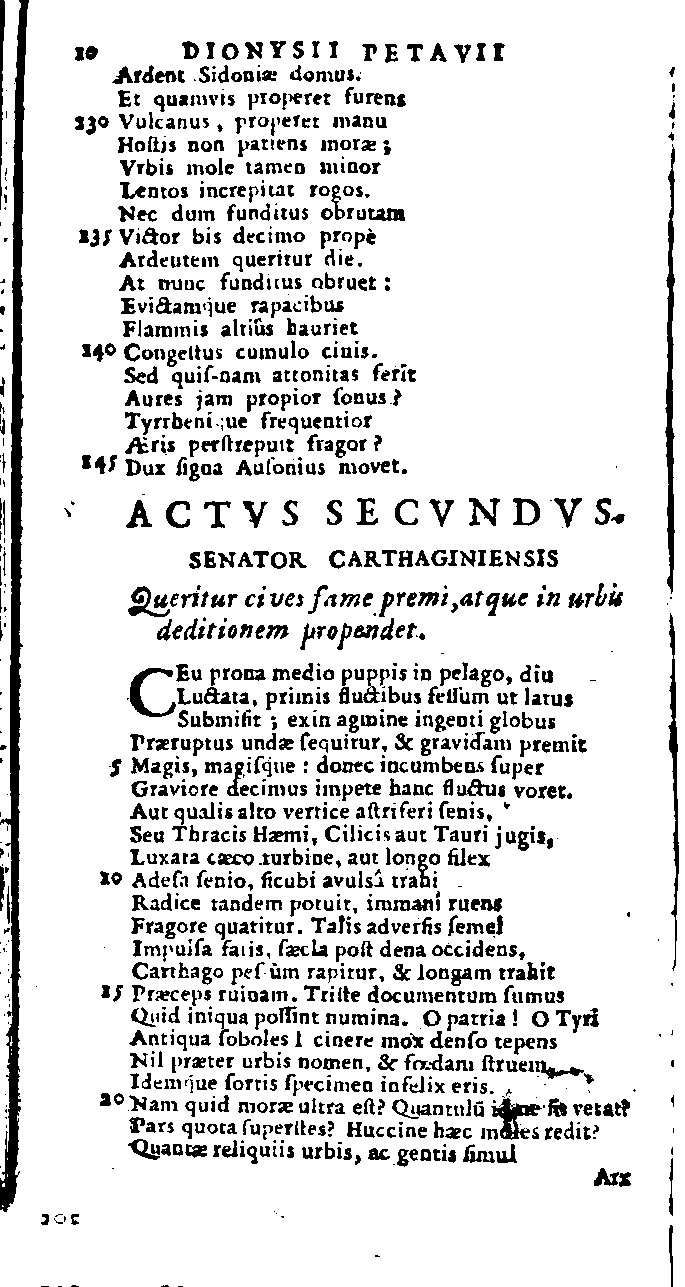 10 DIONYSII PETAVII
Ardent Sidoniæ domus.
Et quamvis properet furens
230 Vulcanus, properet manu
Hoſtis non patiens moræ;
Vrbis mole tamen minor
Lentos increpitat rogos.
Nec dum funditus obrutam
235 Victor bis decimo propè
Ardentem queritur die.
At nunc funditus obruet:
Evictamque rapacibus
Flammis altiùs hauriet
240 Congeſtus cumulo cinis.
Sed quiſ-nam attonitas ferit
Aures jam propior ſonus?
Tyrrhenique frequentior
Æris perſtrepuit fragor?
245 Dux ſigna Auſonius movet.
ACTVS SECVNDVS.
SENATOR CARTHAGINIENSIS
Queritur cives fame premi, atque in urbis
deditionem propendet.
CEu prona medio puppis in pelago, diu
Luctata, primis fluctibus feſſum ut latus
Submiſit; exin agmine ingenti globus
Præruptus undæ ſequitur, & gravidam premit
5 Magis, magiſque: donec incumbens ſuper
Graviore decimus impete hanc fluctus voret.
Aut qualis alto vertice aſtriferi ſenis,
Seu Thracis Hæmi, Cilicis aut Tauri jugis,
Luxata cæco turbine, aut longo ſilex
10 Adeſa ſenio, ſicubi avulsâ trahi
Radice tandem potuit, immani ruens
Fragore quatitur. Talis adverſis ſemel
Impulſa fatis, ſæcla poſt dena occidens,
Carthago peſsùm rapitur, & longam trahit
15 Præceps ruinam. Triſte documentum ſumus
Quid iniqua poſſint numina. O patria! O Tyri
Antiqua ſoboles! cinere mox denſo tepens
Nil præter urbis nomen, & fœdam ſtruem,
Idemque ſortis ſpecimen infelix eris.
20 Nam quid moræ ultra eſt? Quantulũ vetat?
Pars quota ſuperſtes? Huccine hæc moles redit?
Quantæ reliquiis urbis, ac gentis ſimul
Arx